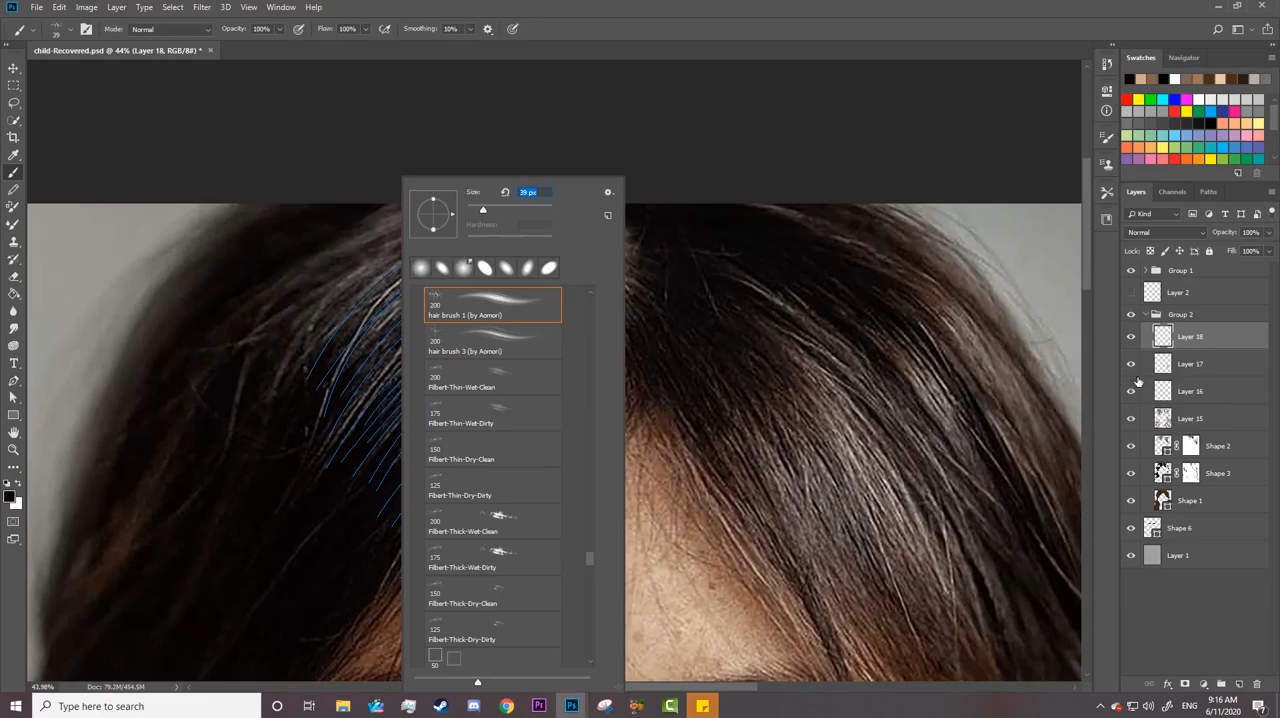 Ps File Edit Image Layer Type Select Filter 3D View Window Help
39 Mode: Normal Opacity: 100% Flow: 100% Smoothing: 10%
child-Recovered.psd @ 44% (Layer 18, RGB/8#) * ×
Swatches Navigator
Size: 39 px
Hardness:
200
hair brush 1 (by Aomori)
200
hair brush 3 (by Aomori)
200
Filbert-Thin-Wet-Clean
175
Filbert-Thin-Wet-Dirty
150
Filbert-Thin-Dry-Clean
125
Filbert-Thin-Dry-Dirty
200
Filbert-Thick-Wet-Clean
175
Filbert-Thick-Wet-Dirty
150
Filbert-Thick-Dry-Clean
125
Filbert-Thick-Dry-Dirty
50
Layers Channels Paths
Kind
Normal Opacity: 100%
Lock: Fill: 100%
Group 1
Layer 2
Group 2
Layer 18
Layer 17
Layer 16
Layer 15
Shape 2
Shape 3
Shape 1
Shape 6
Layer 1
43.98% Doc: 79.2M/454.5M
Type here to search
Pr Ps
9:16 AM
6/11/2020